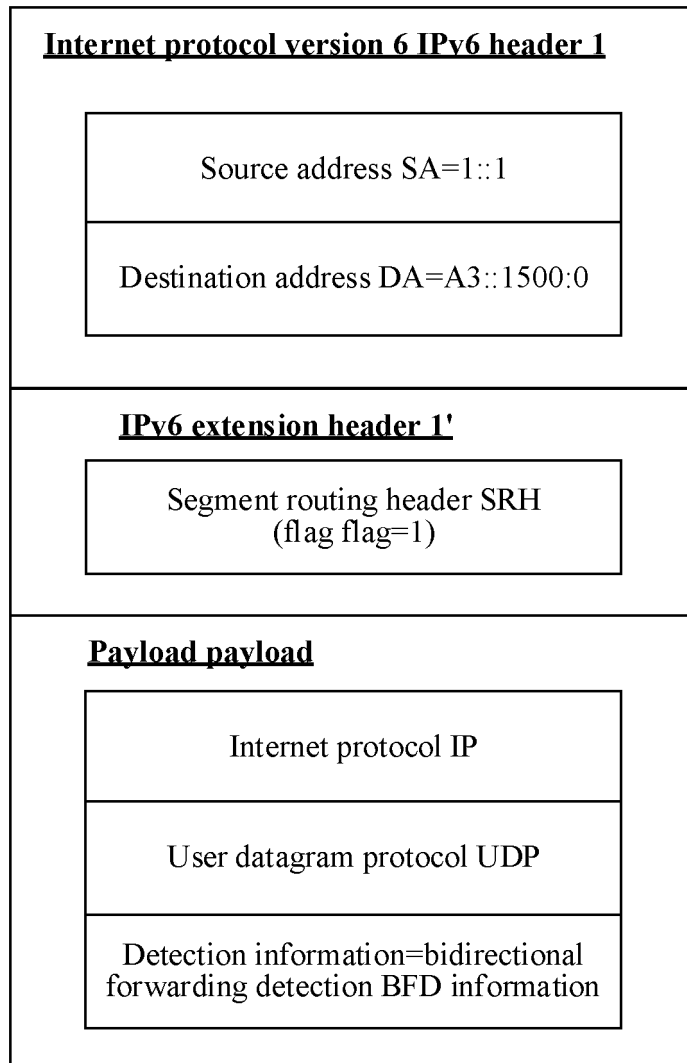 Internet protocol version 6 IPv6 header 1
Source address SA=1::1
Destination address DA=A3::1500:0
IPv6 extension header 1'
Segment routing header SRH
(flag flag=1)
Payload payload
Internet protocol IP
User datagram protocol UDP
Detection information=bidirectional
forwarding detection BFD information